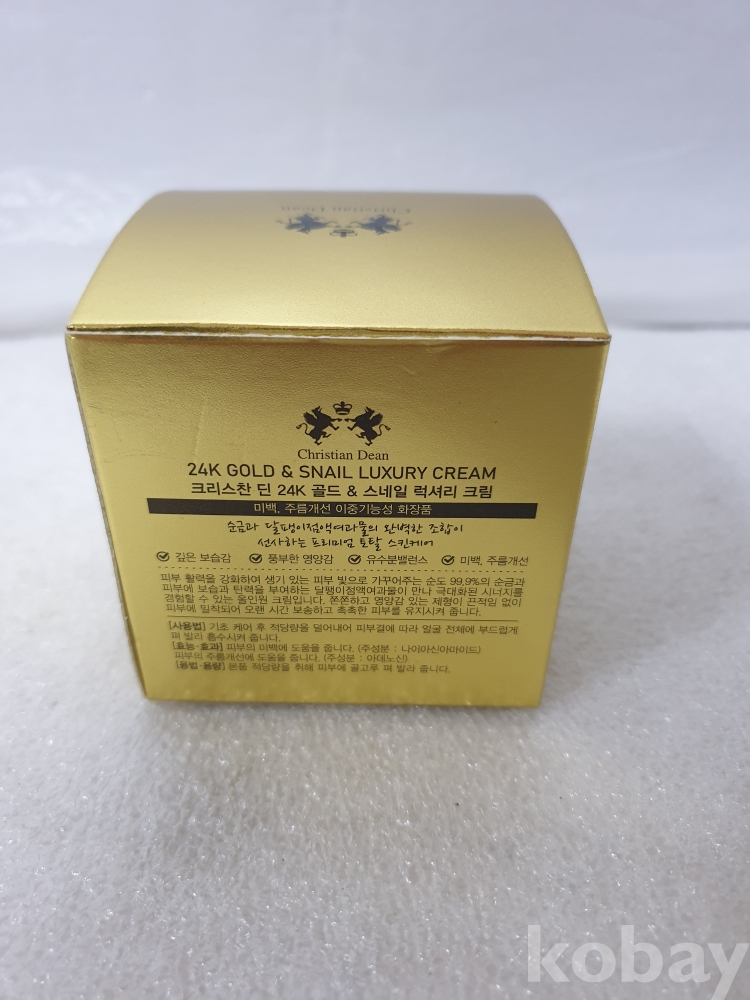 Christian Dean
Christian Dean
24K GOLD & SNAIL LUXURY CREAM
크리스찬 딘 24K 골드 & 스네일 럭셔리 크림
미백, 주름개선 이중기능성 화장품
순금과 달팽이점액여과물의 완벽한 조합이
선사하는 프리미엄 토탈 스킨케어
깊은 보습감 풍부한 영양감 유수분밸런스 미백, 주름개선
피부 활력을 강화하여 생기 있는 피부 빛으로 가꾸어주는 순도 99.9%의 순금과
피부에 보습과 탄력을 부여하는 달팽이점액여과물이 만나 극대화된 시너지를
경험할 수 있는 올인원 크림입니다. 쫀쫀하고 영양감 있는 제형이 끈적임 없이
피부에 밀착되어 오랜 시간 보송하고 촉촉한 피부를 유지시켜 줍니다.
[사용법] 기초 케어 후 적당량을 덜어내어 피부결에 따라 얼굴 전체에 부드럽게
펴 발라 흡수시켜 줍니다.
[효능·효과] 피부의 미백에 도움을 줍니다. (주성분 : 나이아신아마이드)
피부의 주름개선에 도움을 줍니다. (주성분 : 아데노신)
[용법·용량] 본품 적당량을 취해 피부에 골고루 펴 발라 줍니다.
kobay